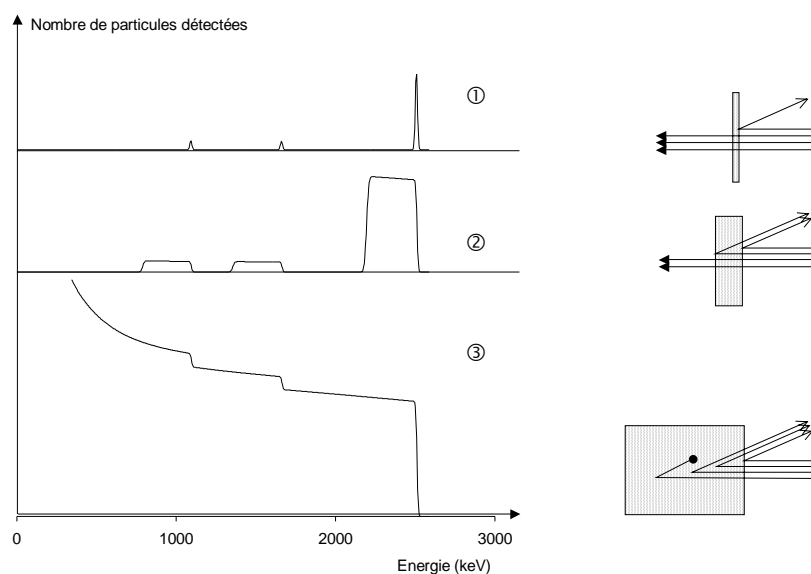 Nombre de particules détectées
①
②
③
0 1000 2000 3000
Energie (keV)